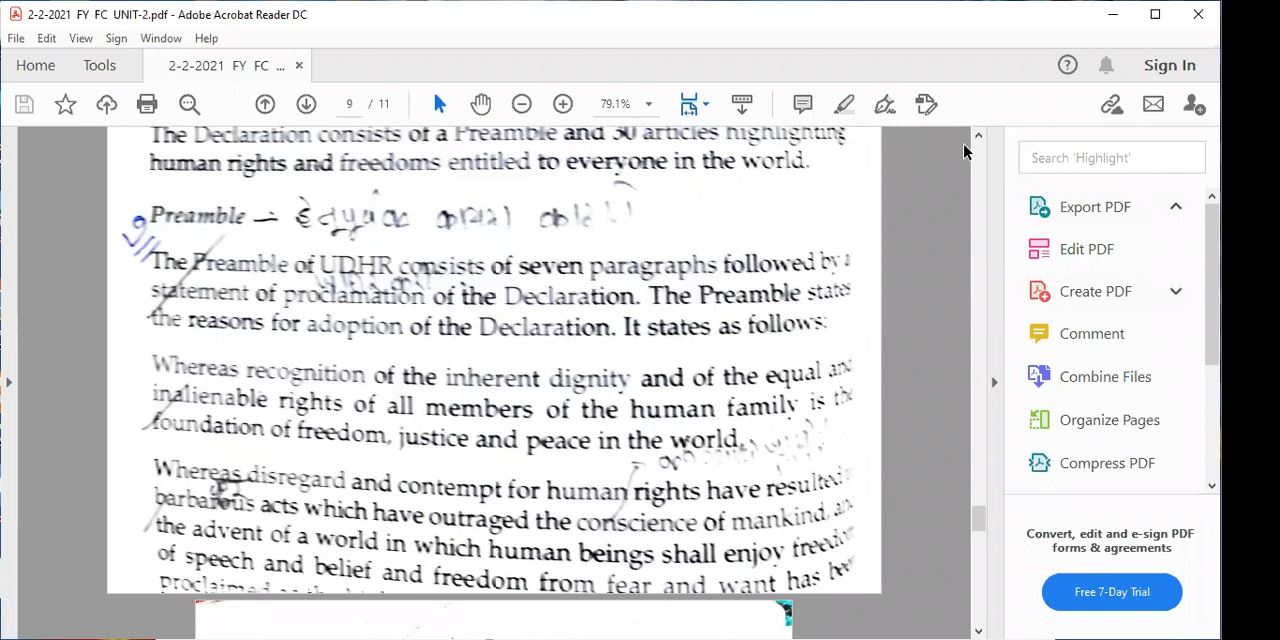 2-2-2021 FY FC UNIT-2.pdf - Adobe Acrobat Reader DC
File Edit View Sign Window Help
Home Tools 2-2-2021 FY FC ... × Sign In
9 / 11 79.1%
The Declaration consists of a Preamble and 30 articles highlighting
human rights and freedoms entitled to everyone in the world.
Preamble
The Preamble of UDHR consists of seven paragraphs followed by a
statement of proclamation of the Declaration. The Preamble states
the reasons for adoption of the Declaration. It states as follows:
Whereas recognition of the inherent dignity and of the equal and
inalienable rights of all members of the human family is the
foundation of freedom, justice and peace in the world,
Whereas disregard and contempt for human rights have resulted
barbarous acts which have outraged the conscience of mankind,
the advent of a world in which human beings shall enjoy freedom
of speech and belief and freedom from fear and want has been
proclaimed as the
Search 'Highlight'
Export PDF
Edit PDF
Create PDF
Comment
Combine Files
Organize Pages
Compress PDF
Convert, edit and e-sign PDF
forms & agreements
Free 7-Day Trial